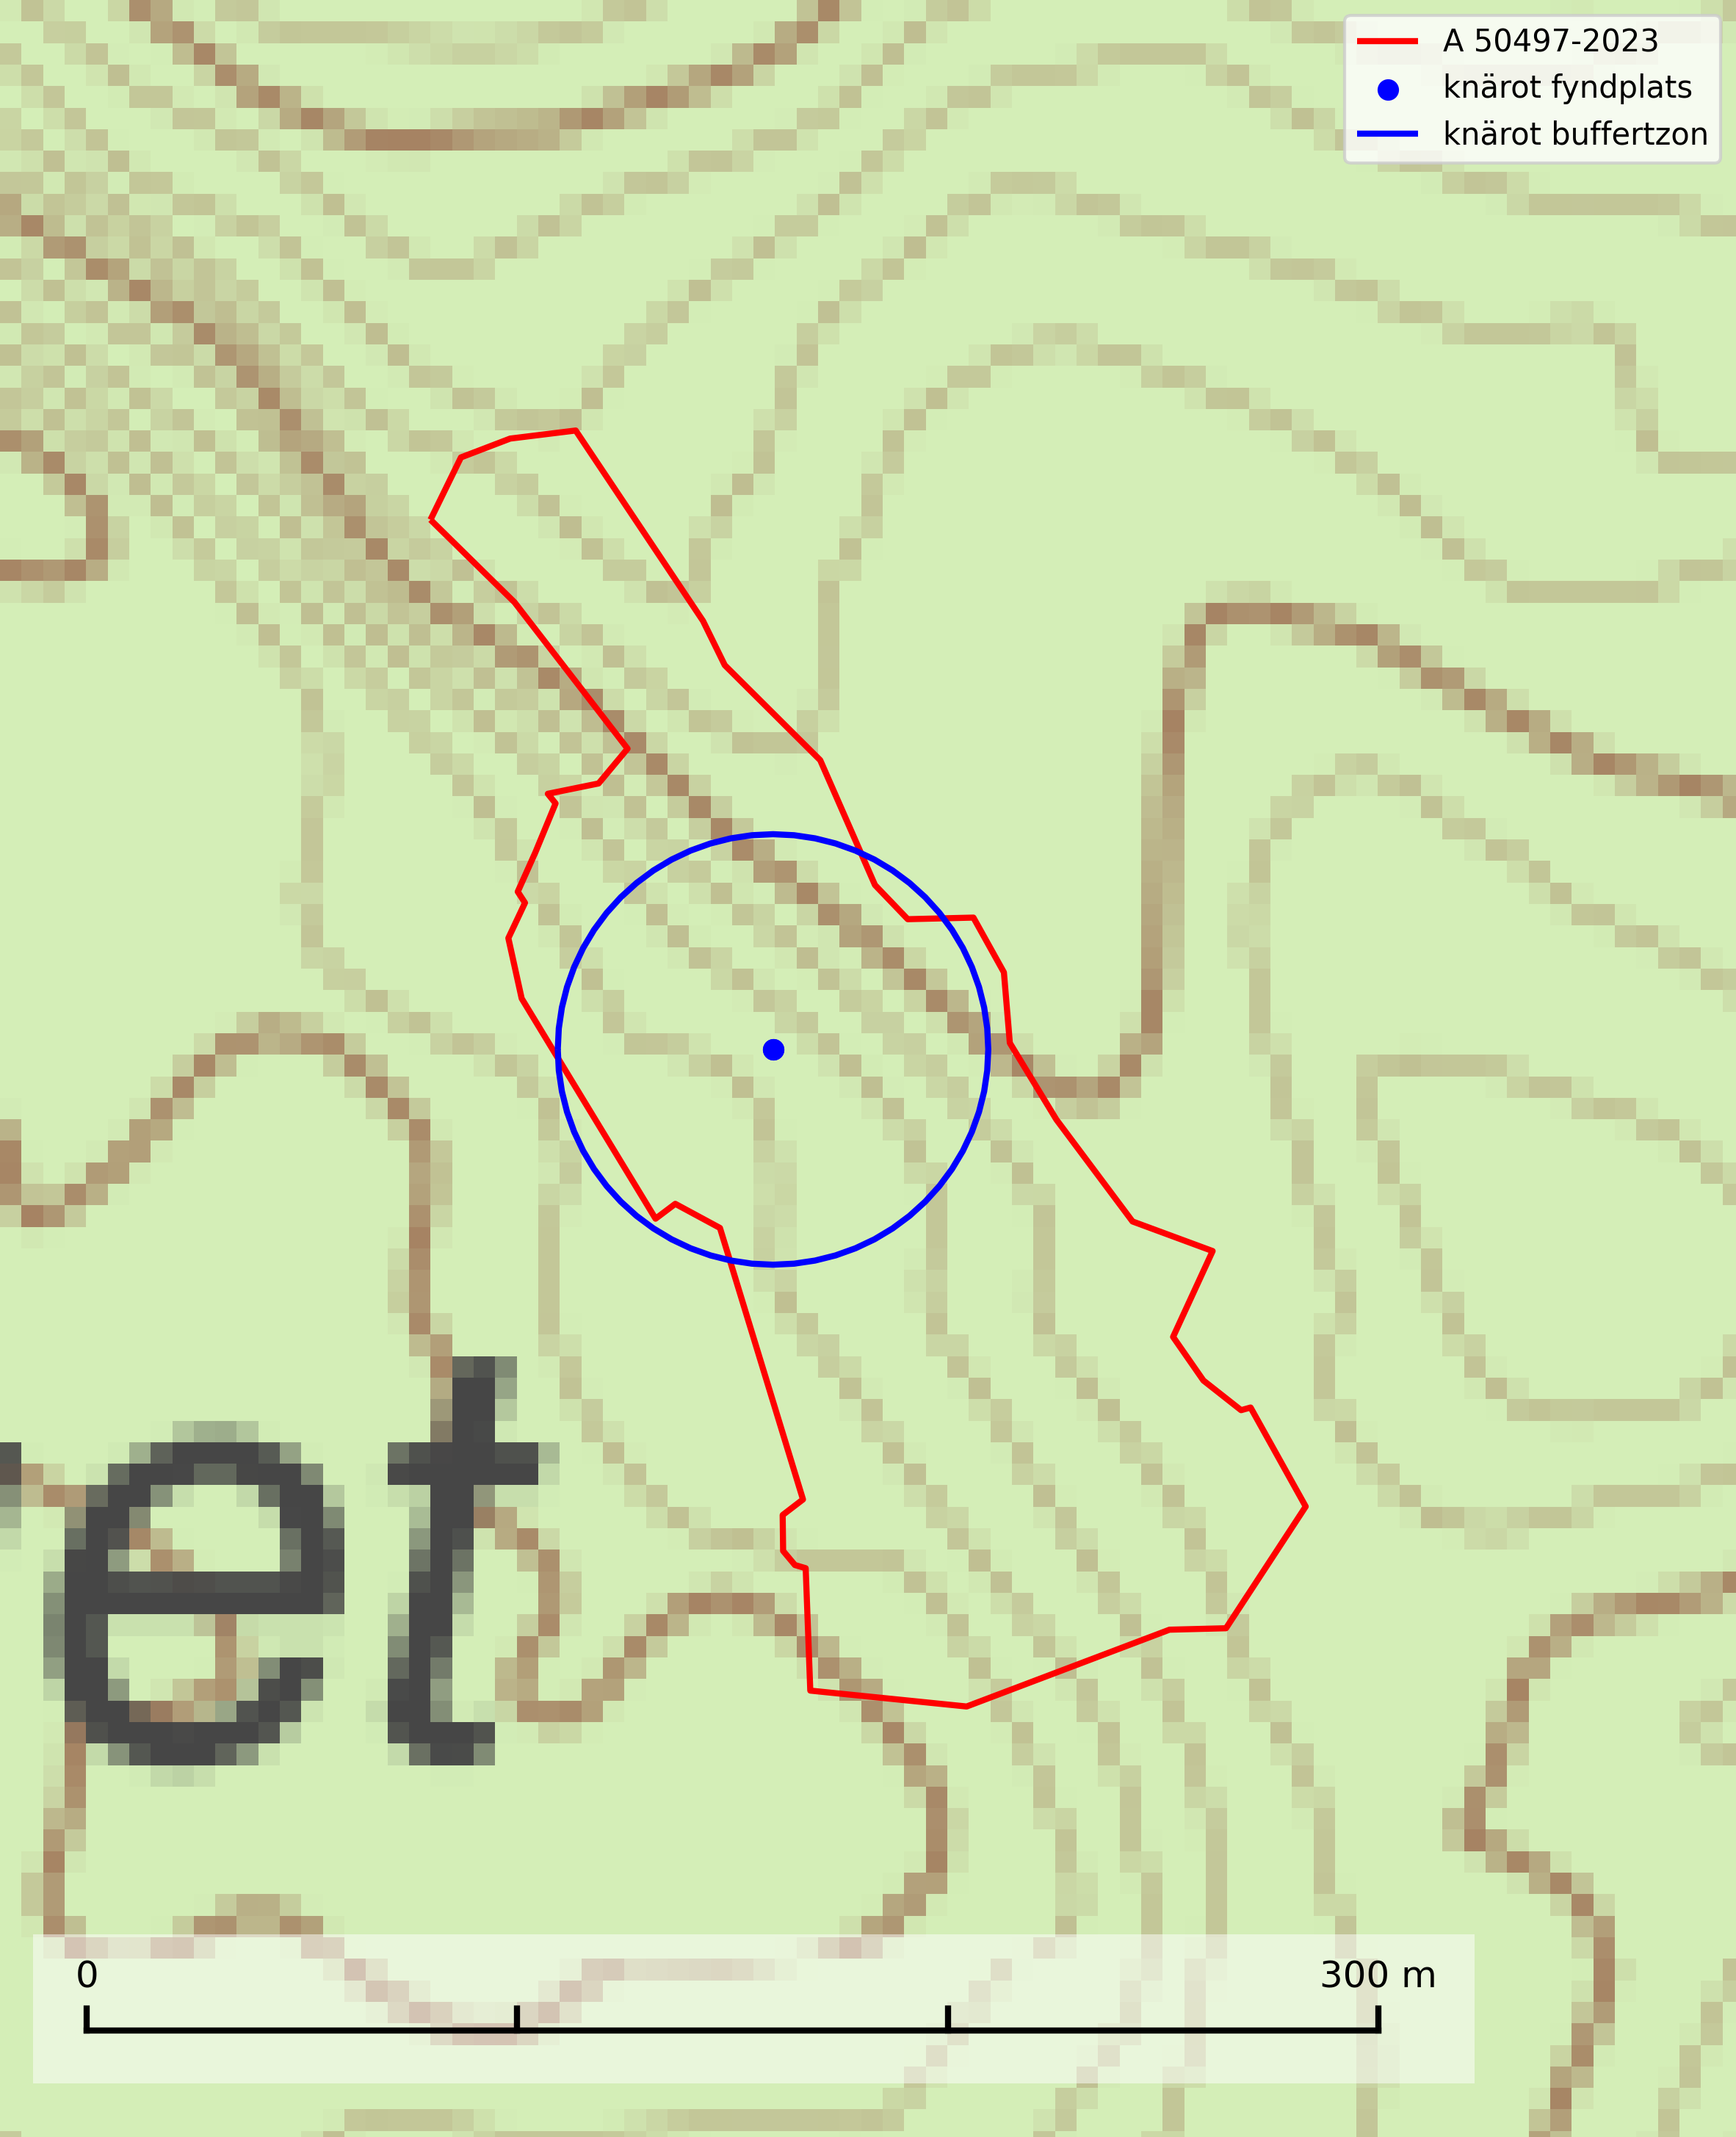 A 50497-2023
knärot fyndplats
knärot buffertzon
et
0 300 m